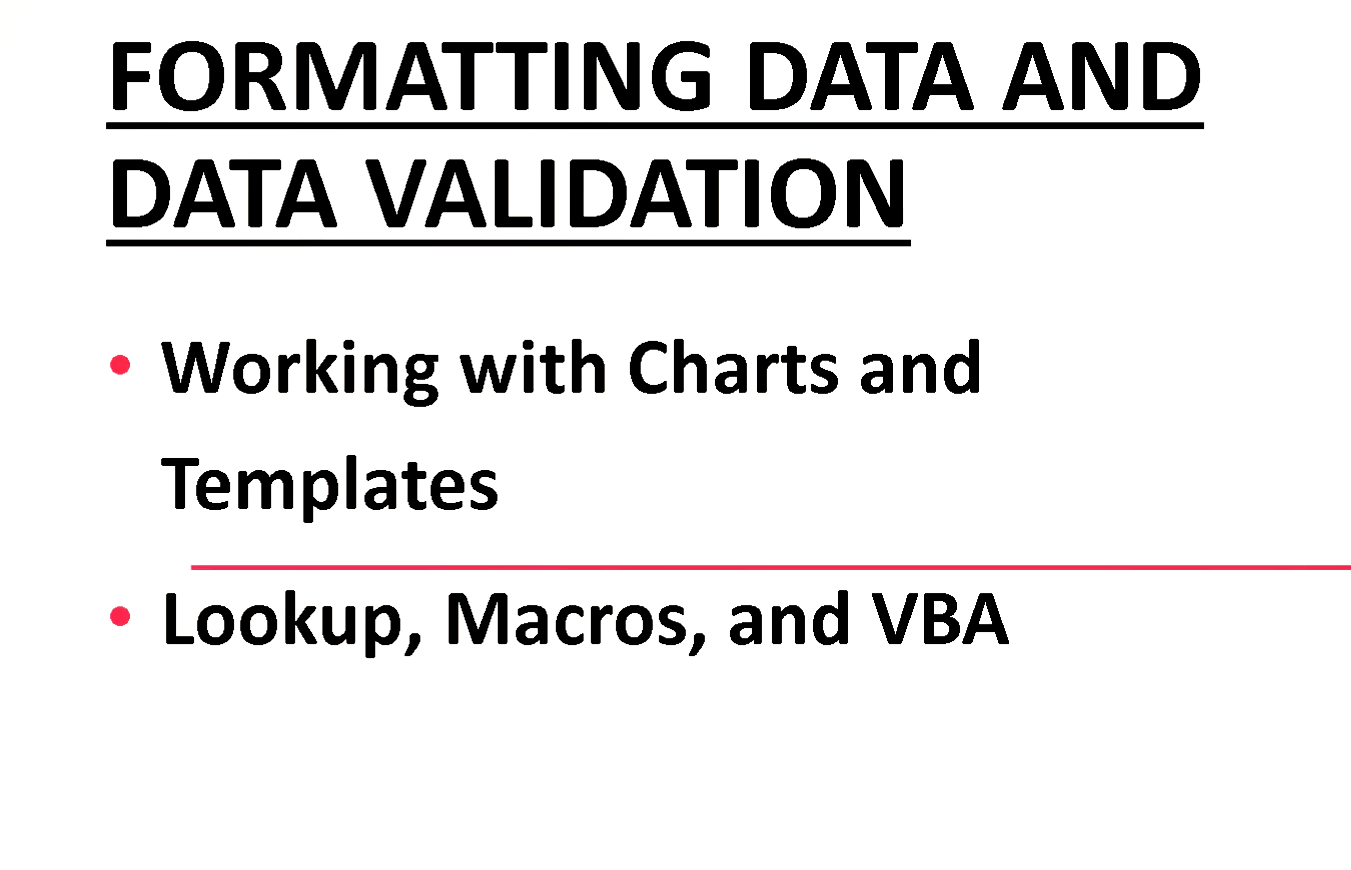 FORMATTING DATA AND
DATA VALIDATION
• Working with Charts and
Templates
• Lookup, Macros, and VBA